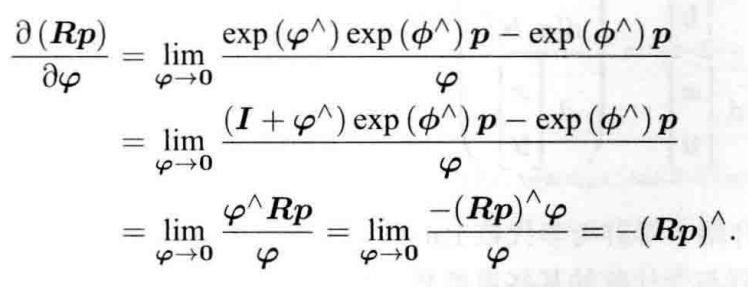 ∂(Rp)/∂φ = lim_{φ→0} (exp(φ^∧) exp(ϕ^∧) p − exp(ϕ^∧) p)/φ
= lim_{φ→0} ((I + φ^∧) exp(ϕ^∧) p − exp(ϕ^∧) p)/φ
= lim_{φ→0} (φ^∧ Rp)/φ = lim_{φ→0} (−(Rp)^∧ φ)/φ = −(Rp)^∧.